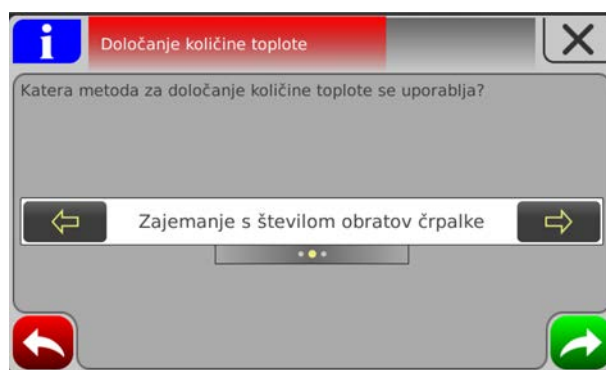 i
Določanje količine toplote
Katera metoda za določanje količine toplote se uporablja?
Zajemanje s številom obratov črpalke